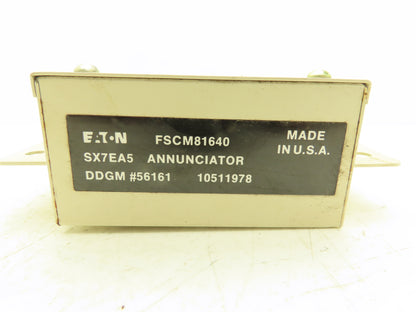 EATON FSCM81640 MADE
SX7EA5 ANNUNCIATOR IN U.S.A.
DDGM #56161 10511978